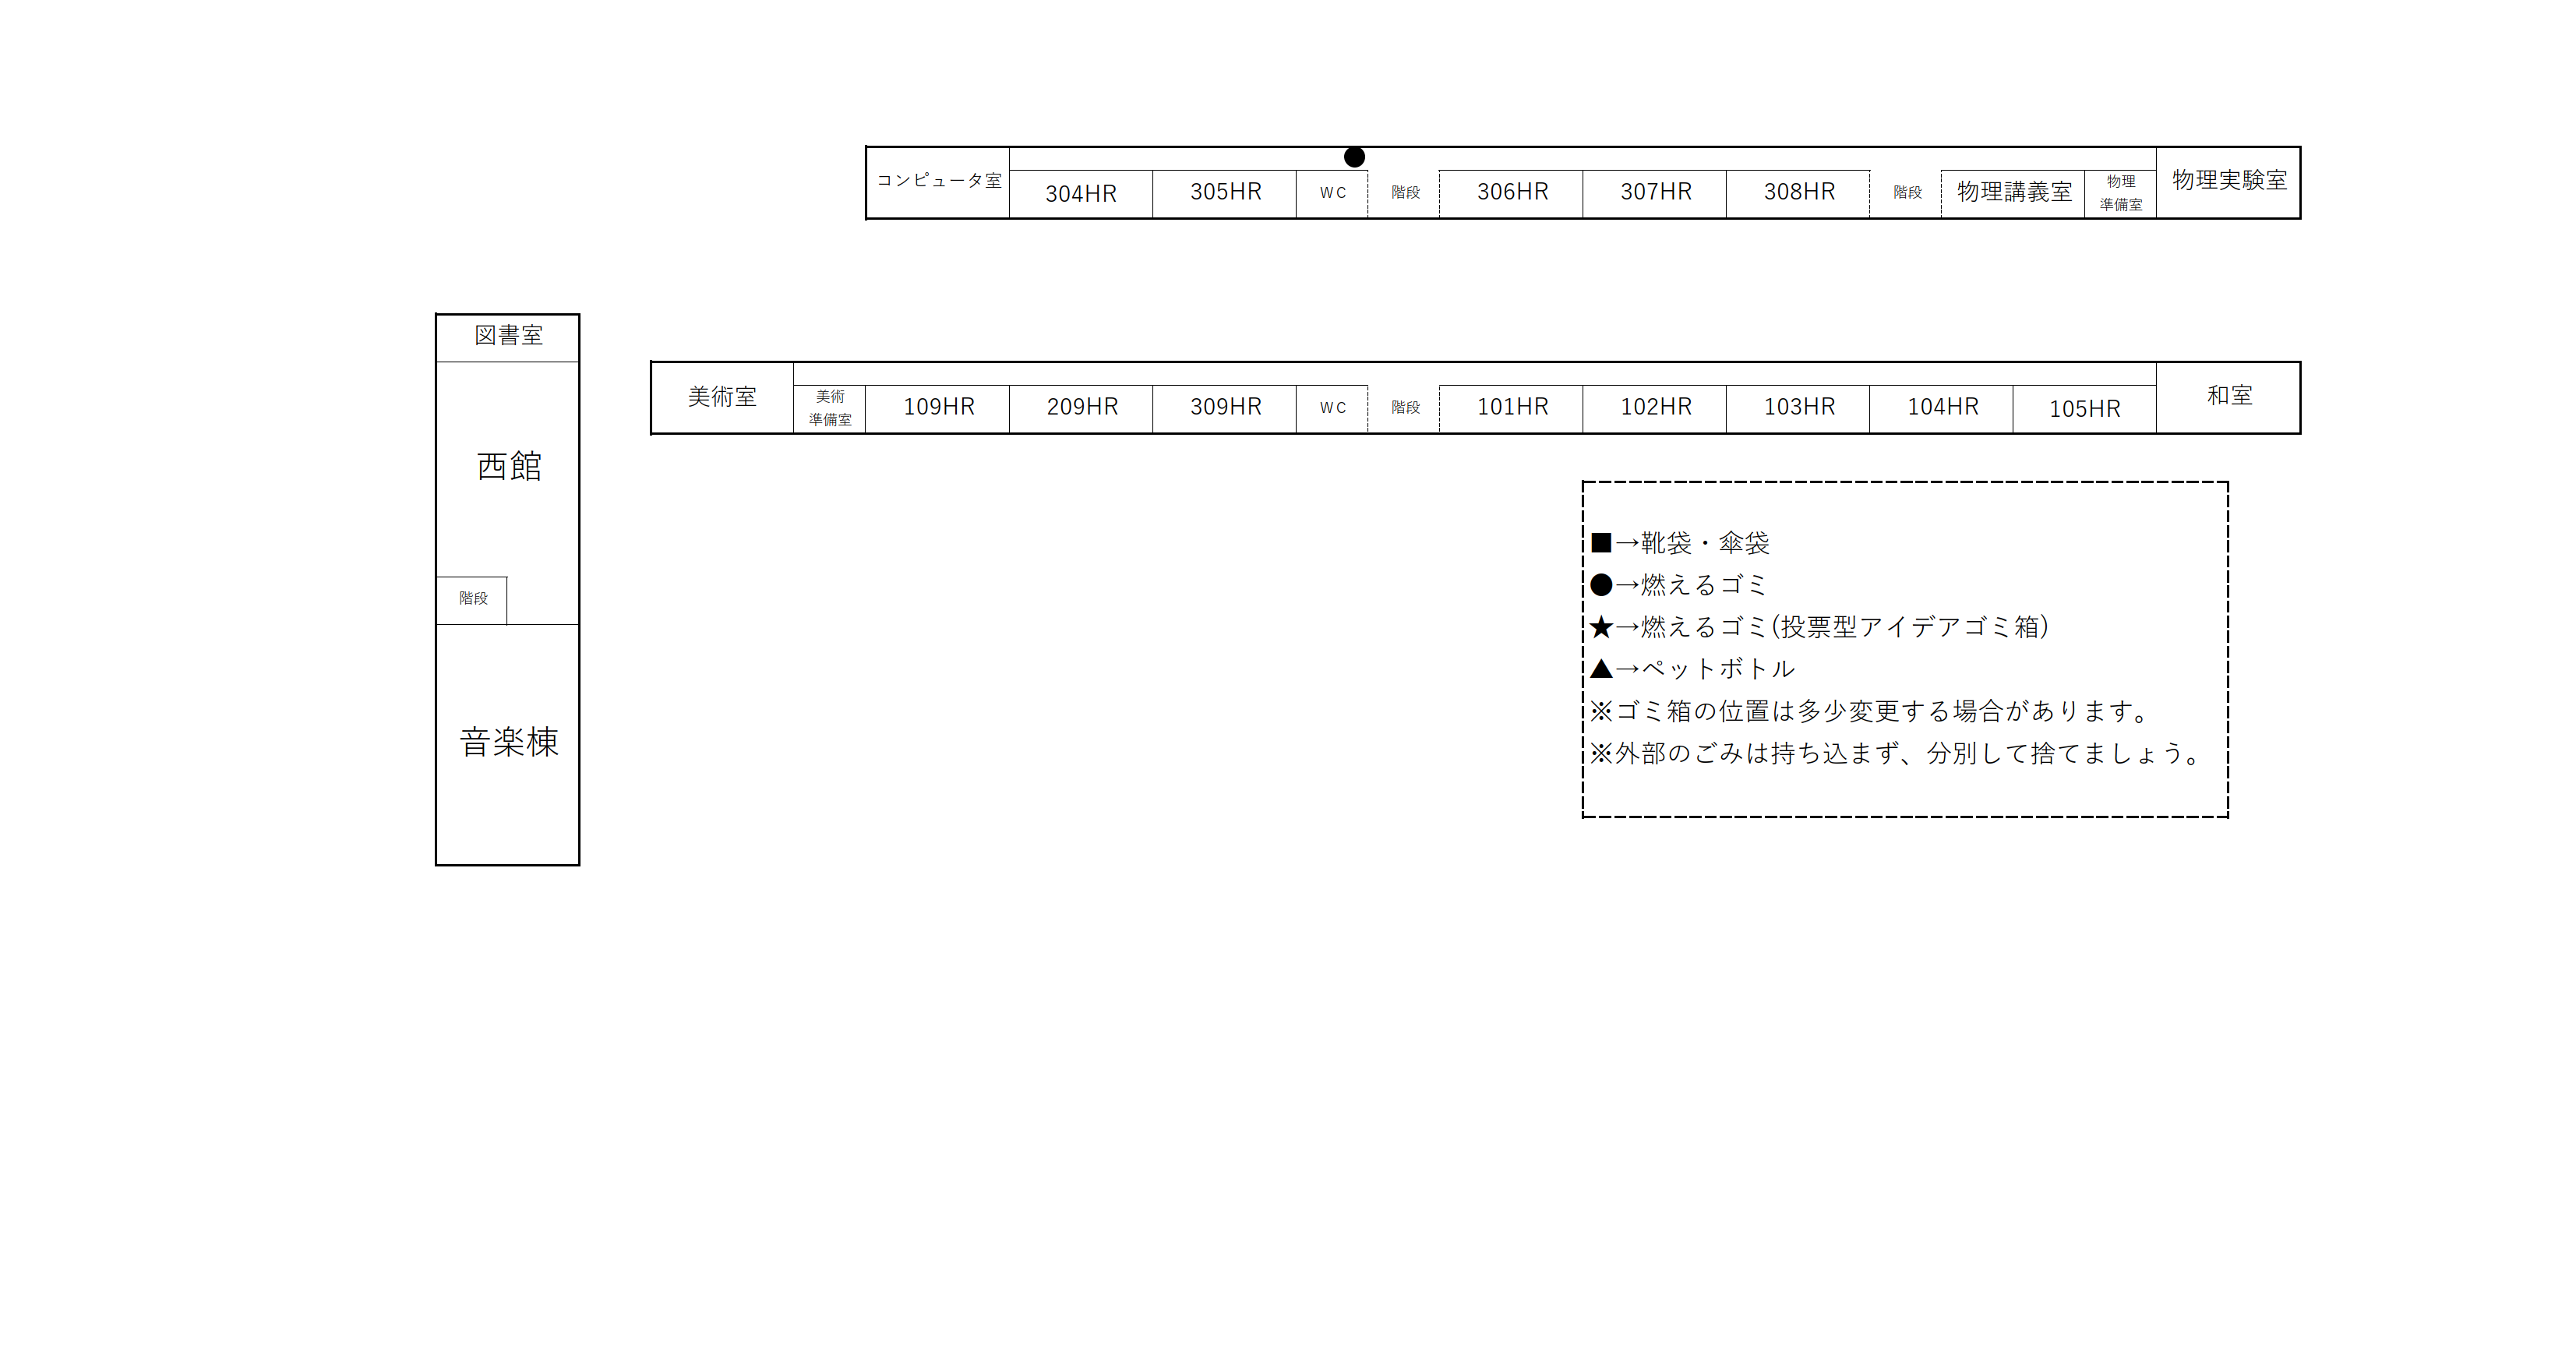 コンピュータ室
304HR
305HR
WC
階段
306HR
307HR
308HR
階段
物理講義室
物理
準備室
物理実験室
図書室
西館
階段
音楽棟
美術室
美術
準備室
109HR
209HR
309HR
WC
階段
101HR
102HR
103HR
104HR
105HR
和室
■→靴袋・傘袋
●→燃えるゴミ
★→燃えるゴミ(投票型アイデアゴミ箱)
▲→ペットボトル
※ゴミ箱の位置は多少変更する場合があります。
※外部のごみは持ち込まず、分別して捨てましょう。